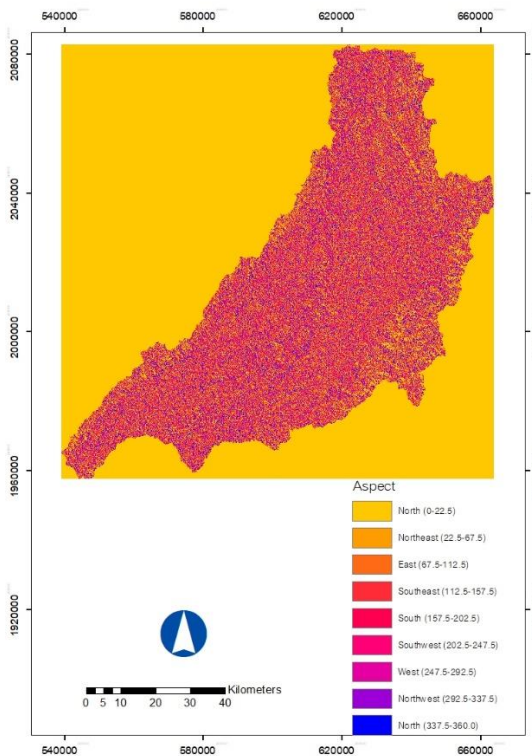 540000 580000 620000 660000
2080000
2040000
2000000
1960000
1920000
Aspect
North (0-22.5)
Northeast (22.5-67.5)
East (67.5-112.5)
Southeast (112.5-157.5)
South (157.5-202.5)
Southwest (202.5-247.5)
West (247.5-292.5)
Northwest (292.5-337.5)
North (337.5-360.0)
Kilometers
0 5 10 20 30 40
540000 580000 620000 660000